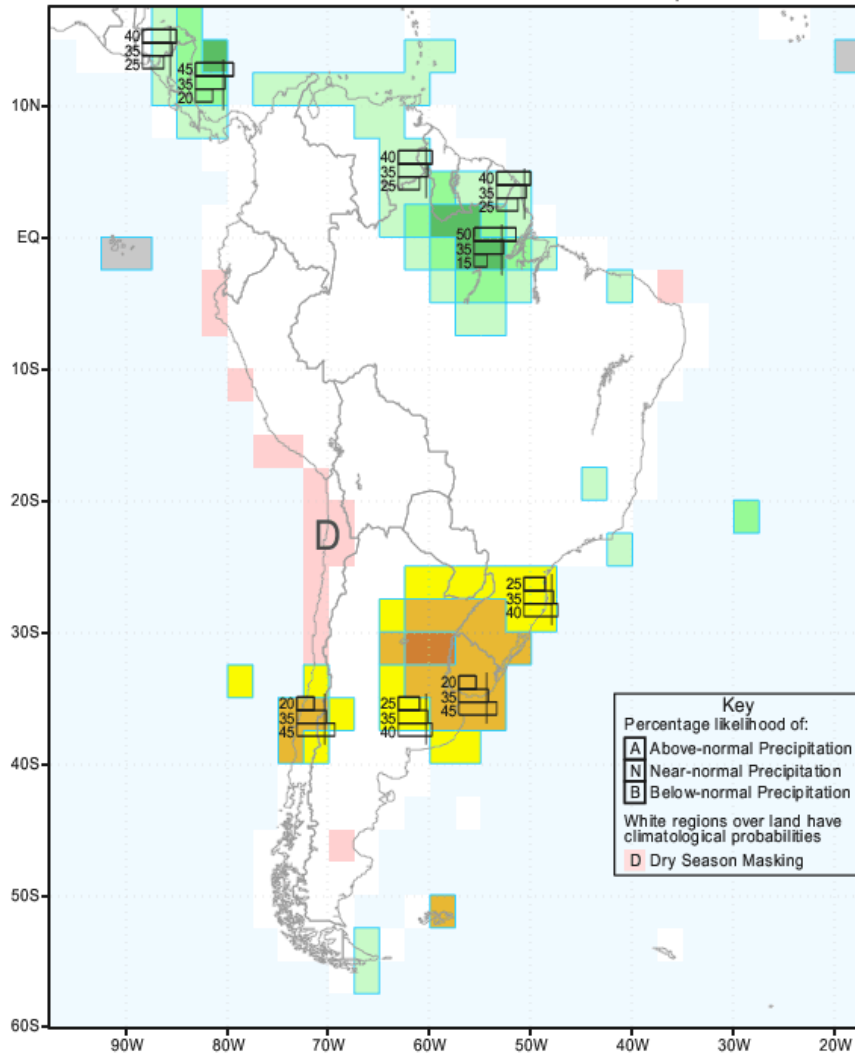 40
35
25
45
35
20
10N
40
35
25
40
35
25
EQ
50
35
15
10S
20S
D
25
35
40
30S
20
35
45
20
35
45
25
35
40
Key
Percentage likelihood of:
A Above-normal Precipitation
N Near-normal Precipitation
B Below-normal Precipitation
White regions over land have
climatological probabilities
D Dry Season Masking
40S
50S
60S
90W 80W 70W 60W 50W 40W 30W 20W